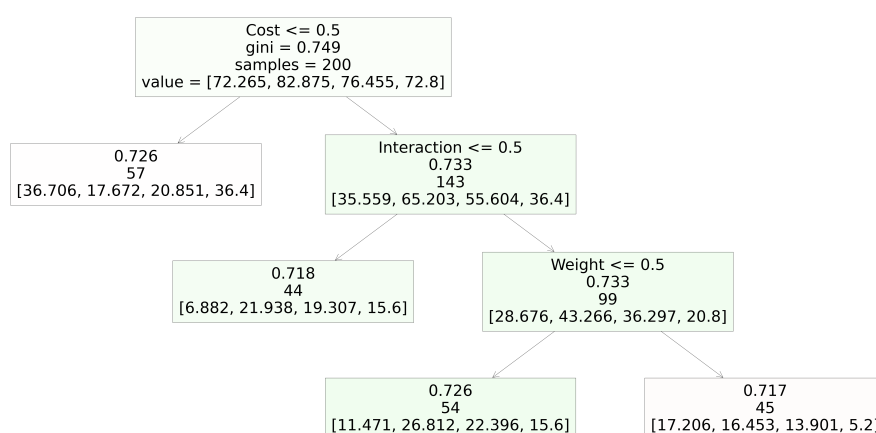 Cost <= 0.5
gini = 0.749
samples = 200
value = [72.265, 82.875, 76.455, 72.8]
0.726
57
[36.706, 17.672, 20.851, 36.4]
Interaction <= 0.5
0.733
143
[35.559, 65.203, 55.604, 36.4]
0.718
44
[6.882, 21.938, 19.307, 15.6]
Weight <= 0.5
0.733
99
[28.676, 43.266, 36.297, 20.8]
0.726
54
[11.471, 26.812, 22.396, 15.6]
0.717
45
[17.206, 16.453, 13.901, 5.2]